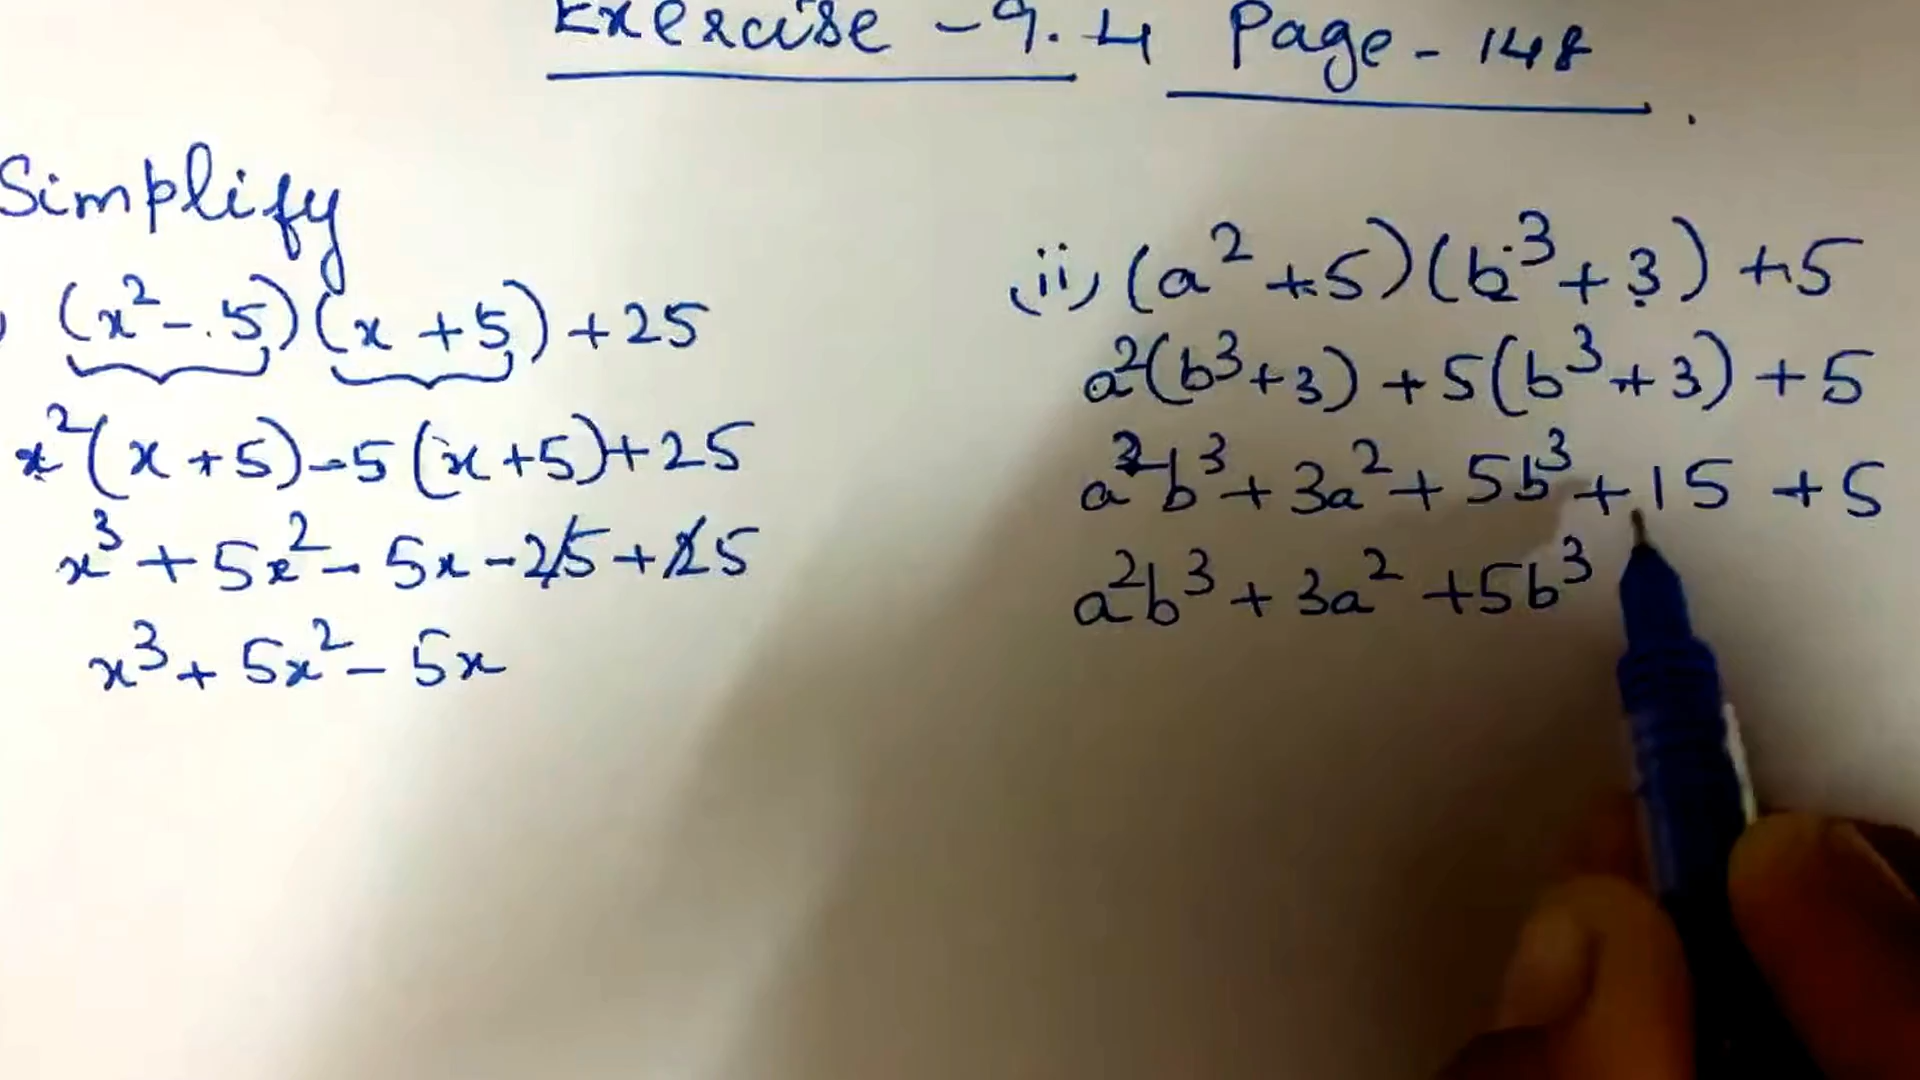 Exercise - 9.4 Page - 148.
Simplify
) (x² - 5)(x + 5) + 25
x²(x + 5) - 5(x + 5) + 25
x³ + 5x² - 5x - 25 + 25
x³ + 5x² - 5x
(ii) (a² + 5)(b³ + 3) + 5
a²(b³ + 3) + 5(b³ + 3) + 5
a²b³ + 3a² + 5b³ + 15 + 5
a²b³ + 3a² + 5b³